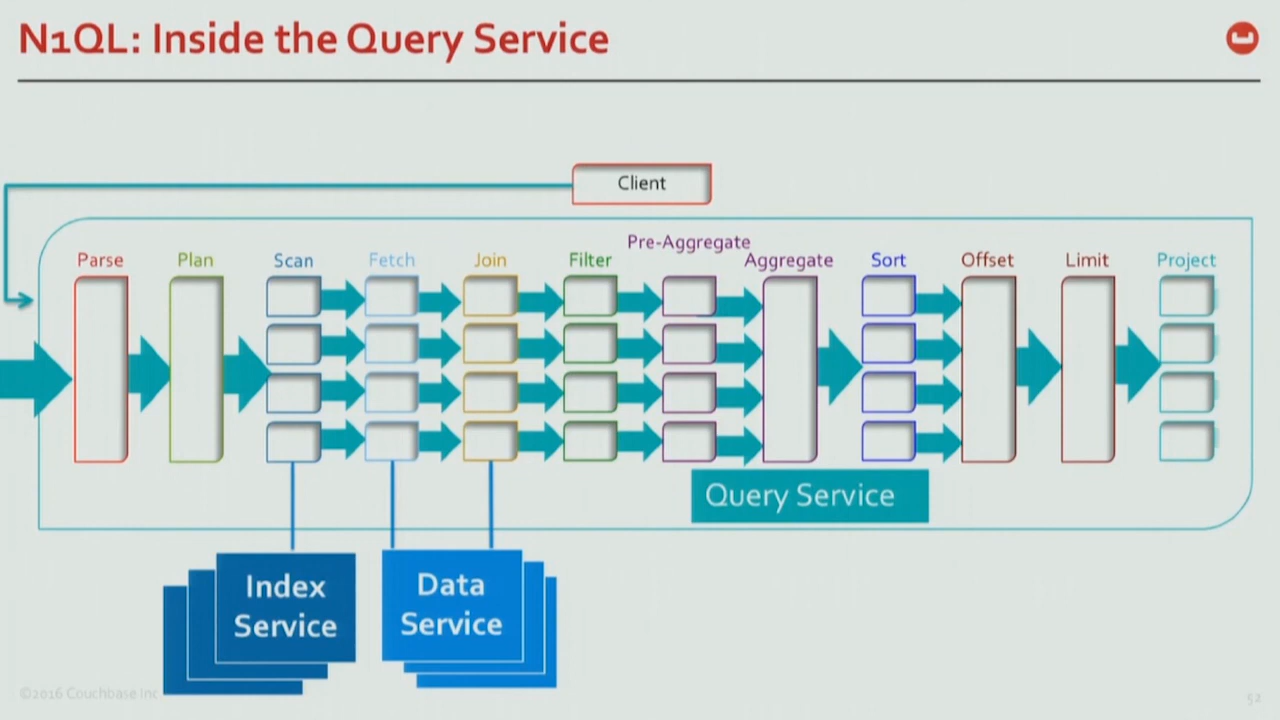 N1QL: Inside the Query Service
Client
Pre-Aggregate
Parse
Plan
Scan
Fetch
Join
Filter
Aggregate
Sort
Offset
Limit
Project
Query Service
Index
Service
Data
Service
©2016 Couchbase Inc
52